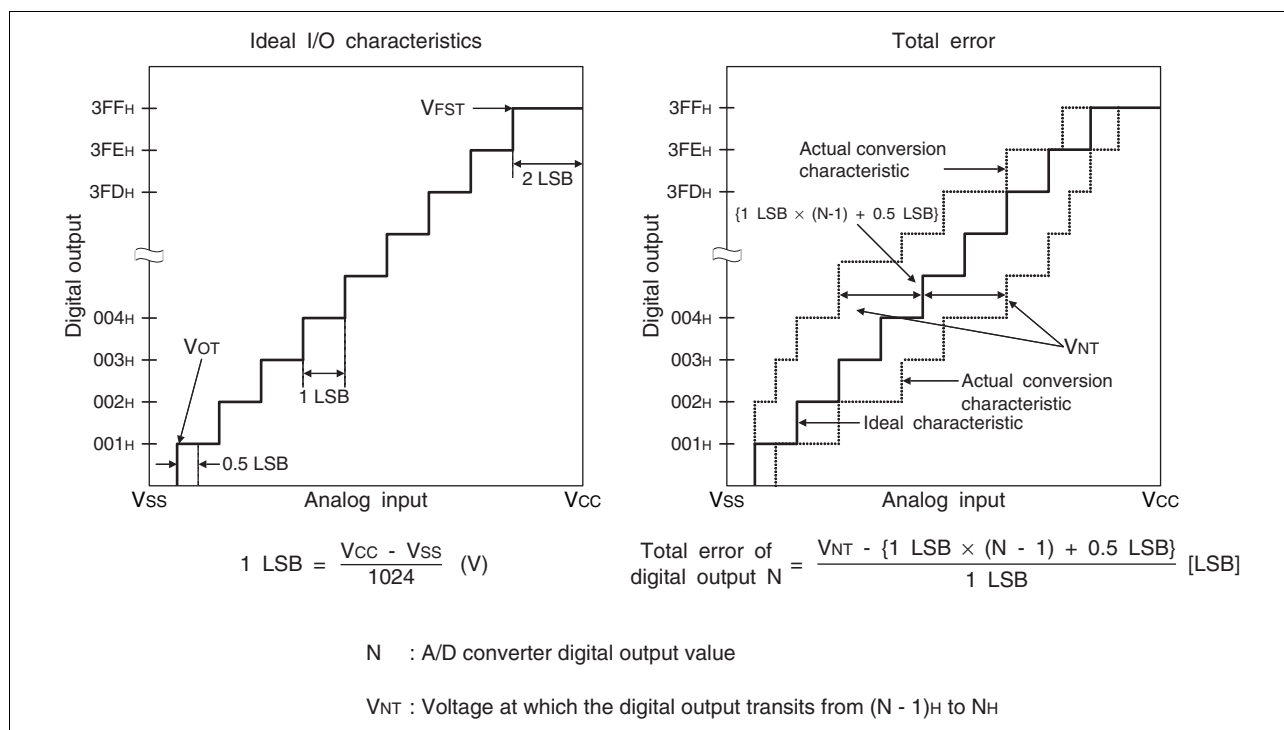 Ideal I/O characteristics
3FFH
3FEH
3FDH
004H
003H
002H
001H
Digital output
VFST
2 LSB
VOT
1 LSB
0.5 LSB
VSS
Analog input
VCC
1 LSB = VCC - VSS / 1024 (V)
Total error
3FFH
3FEH
3FDH
004H
003H
002H
001H
Digital output
Actual conversion
characteristic
{1 LSB × (N-1) + 0.5 LSB}
VNT
Actual conversion
characteristic
Ideal characteristic
VSS
Analog input
VCC
Total error of
digital output N = VNT - {1 LSB × (N - 1) + 0.5 LSB} / 1 LSB [LSB]
N : A/D converter digital output value
VNT : Voltage at which the digital output transits from (N - 1)H to NH